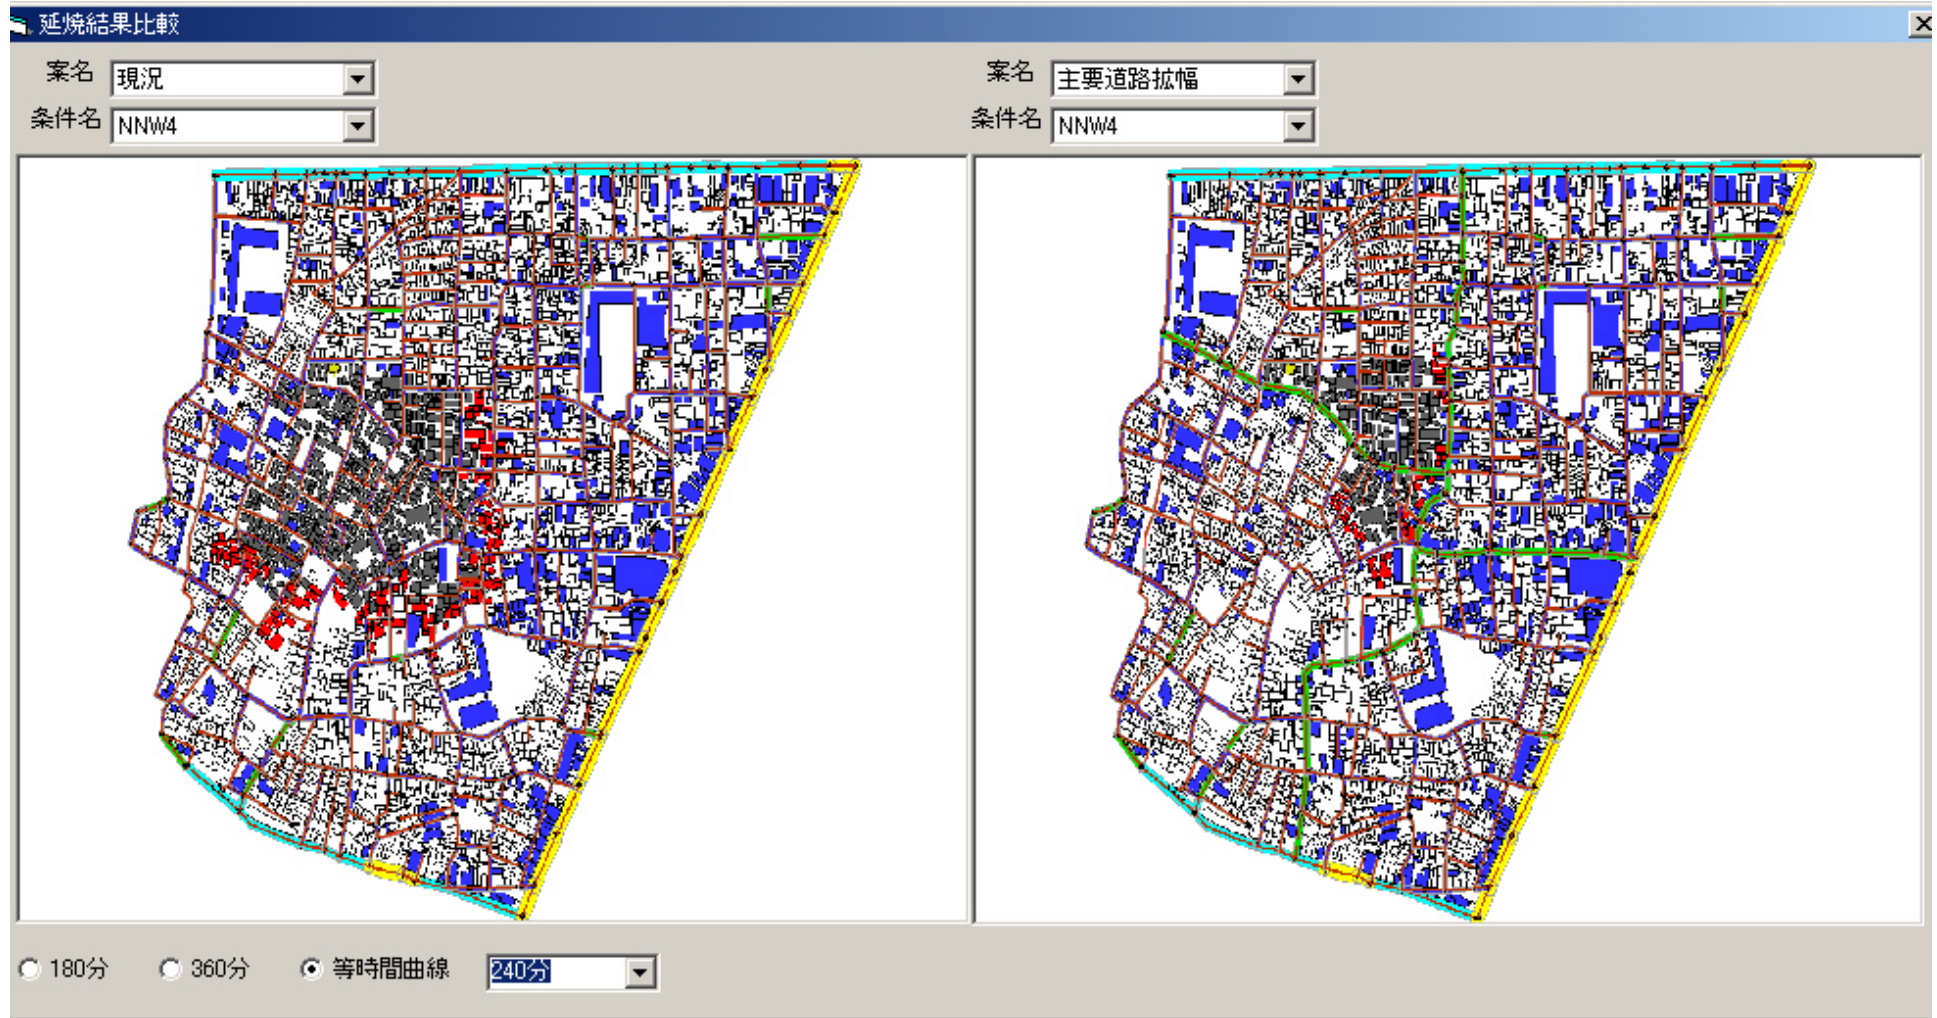 延焼結果比較
案名 現況
条件名 NNW4
案名 主要道路拡幅
条件名 NNW4
180分 360分 等時間曲線 240分